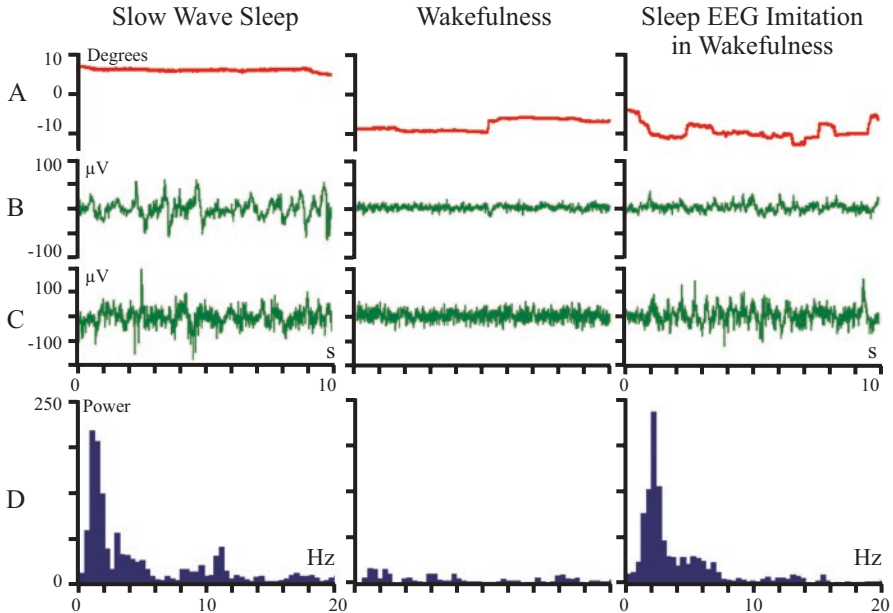 Slow Wave Sleep
Wakefulness
Sleep EEG Imitation
in Wakefulness
A
10
0
-10
Degrees
B
100
-100
µV
C
100
-100
µV
s
s
0
10
0
10
D
250
0
Power
Hz
Hz
0
10
20
0
10
20